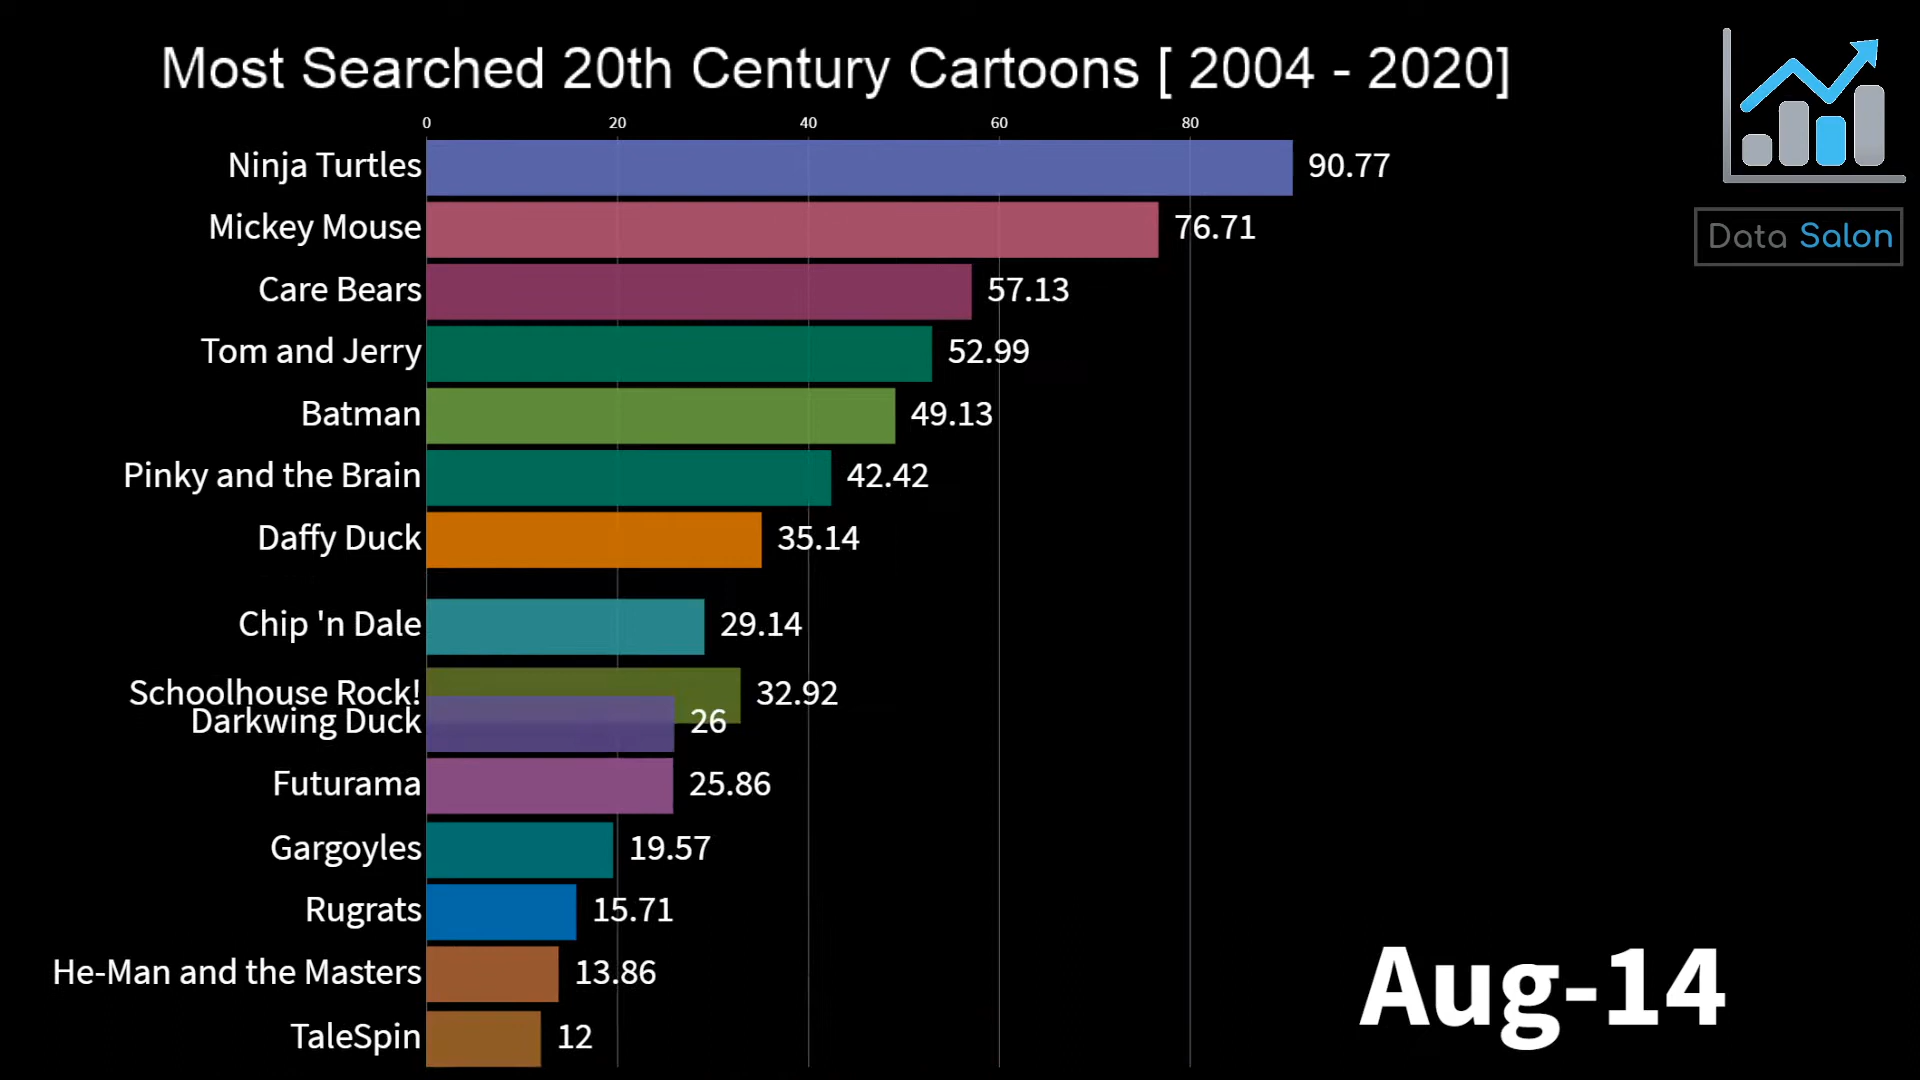 Most Searched 20th Century Cartoons [ 2004 - 2020]
Data Salon
0 20 40 60 80
Ninja Turtles 90.77
Mickey Mouse 76.71
Care Bears 57.13
Tom and Jerry 52.99
Batman 49.13
Pinky and the Brain 42.42
Daffy Duck 35.14
Chip 'n Dale 29.14
Schoolhouse Rock! 32.92
Darkwing Duck 26
Futurama 25.86
Gargoyles 19.57
Rugrats 15.71
He-Man and the Masters 13.86
TaleSpin 12
Aug-14